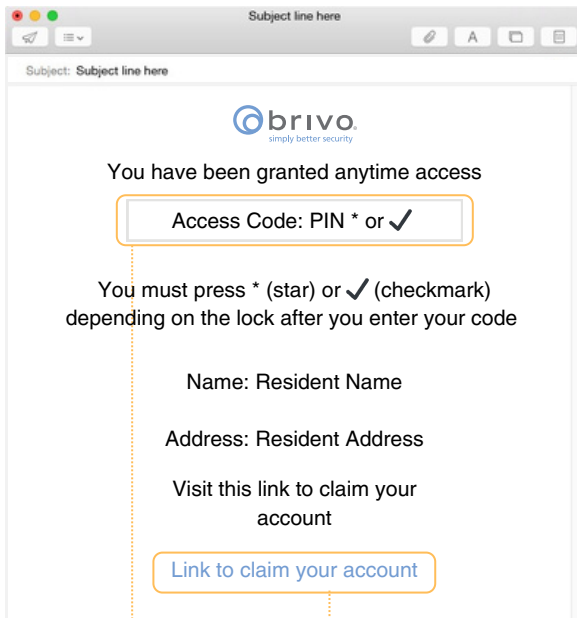 Subject line here
A
Subject: Subject line here
brivo.
simply better security
You have been granted anytime access
Access Code: PIN * or ✓
You must press * (star) or ✓ (checkmark)
depending on the lock after you enter your code
Name: Resident Name
Address: Resident Address
Visit this link to claim your
account
Link to claim your account